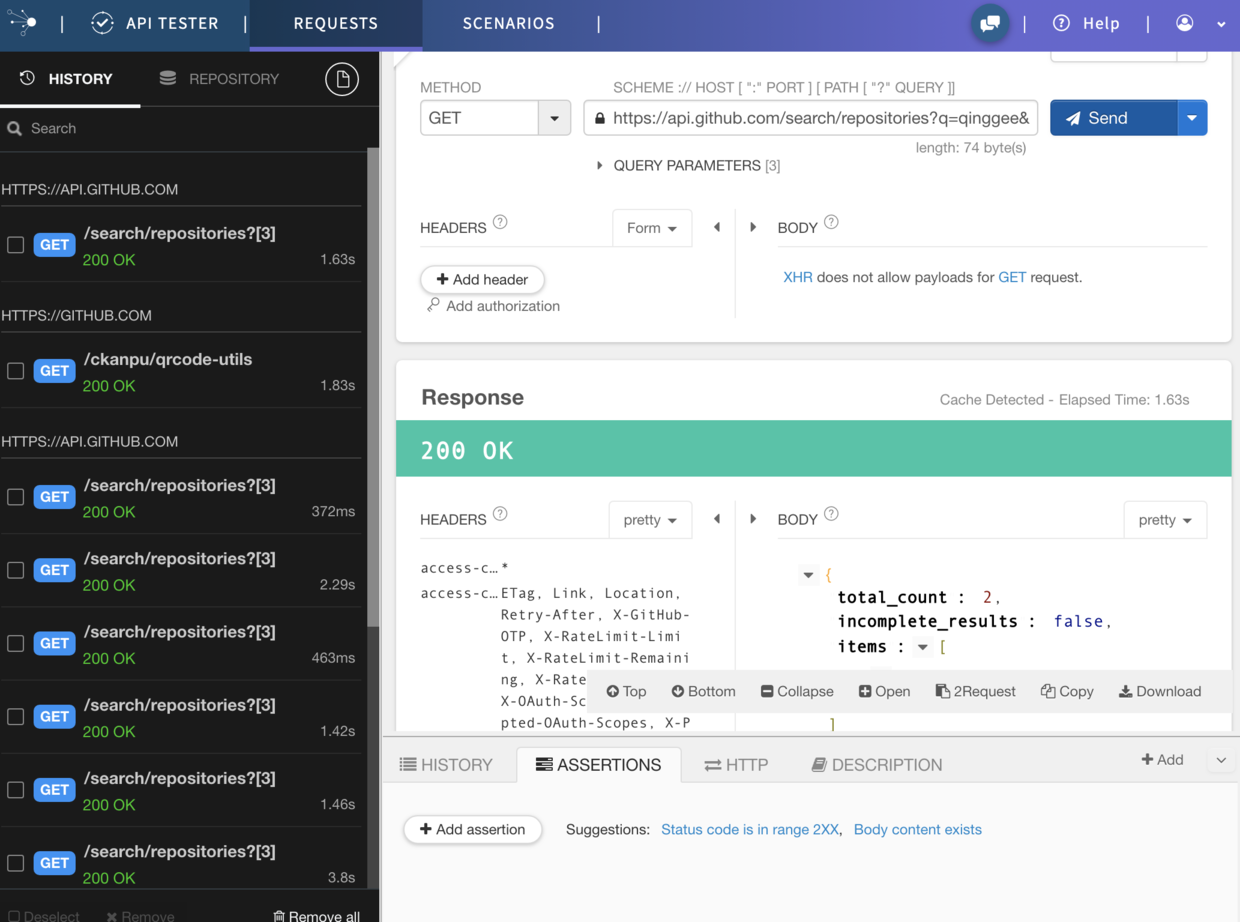 API TESTER
REQUESTS
SCENARIOS
Help
HISTORY
REPOSITORY
Search
HTTPS://API.GITHUB.COM
GET
/search/repositories?[3]
200 OK
1.63s
HTTPS://GITHUB.COM
GET
/ckanpu/qrcode-utils
200 OK
1.83s
HTTPS://API.GITHUB.COM
GET
/search/repositories?[3]
200 OK
372ms
GET
/search/repositories?[3]
200 OK
2.29s
GET
/search/repositories?[3]
200 OK
463ms
GET
/search/repositories?[3]
200 OK
1.42s
GET
/search/repositories?[3]
200 OK
1.46s
GET
/search/repositories?[3]
200 OK
3.8s
Deselect
Remove
Remove all
METHOD
SCHEME :// HOST [ ":" PORT ] [ PATH [ "?" QUERY ]]
GET
https://api.github.com/search/repositories?q=qinggee&
Send
length: 74 byte(s)
QUERY PARAMETERS [3]
HEADERS ?
Form
BODY ?
+ Add header
Add authorization
XHR does not allow payloads for GET request.
Response
Cache Detected - Elapsed Time: 1.63s
200 OK
HEADERS ?
pretty
BODY ?
pretty
access-c… *
access-c… ETag, Link, Location,
Retry-After, X-GitHub-
OTP, X-RateLimit-Limi
t, X-RateLimit-Remaini
ng, X-Rate
X-OAuth-Sc
pted-OAuth-Scopes, X-P
{
total_count : 2,
incomplete_results : false,
items : [
]
Top
Bottom
Collapse
Open
2Request
Copy
Download
HISTORY
ASSERTIONS
HTTP
DESCRIPTION
+ Add
+ Add assertion
Suggestions: Status code is in range 2XX, Body content exists